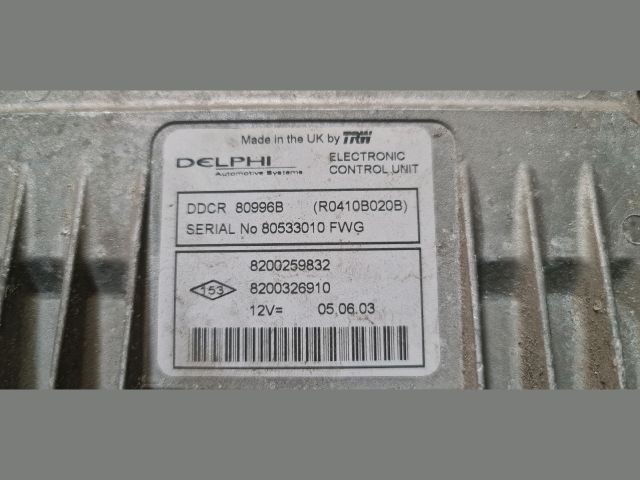 Made in the UK by TRW
DELPHI
Automotive Systems
ELECTRONIC
CONTROL UNIT
DDCR 80996B (R0410B020B)
SERIAL No 80533010 FWG
8200259832
153 8200326910
12V= 05,06.03